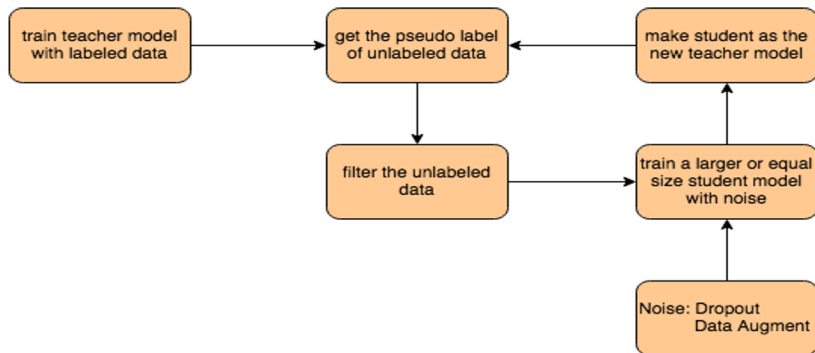 train teacher model
with labeled data
get the pseudo label
of unlabeled data
make student as the
new teacher model
filter the unlabeled
data
train a larger or equal
size student model
with noise
Noise: Dropout
Data Augment